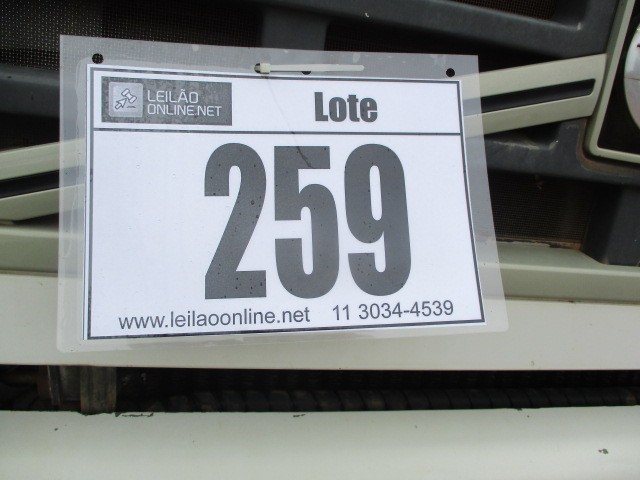 LEILÃO
ONLINE.NET
Lote
259
www.leilaoonline.net 11 3034-4539